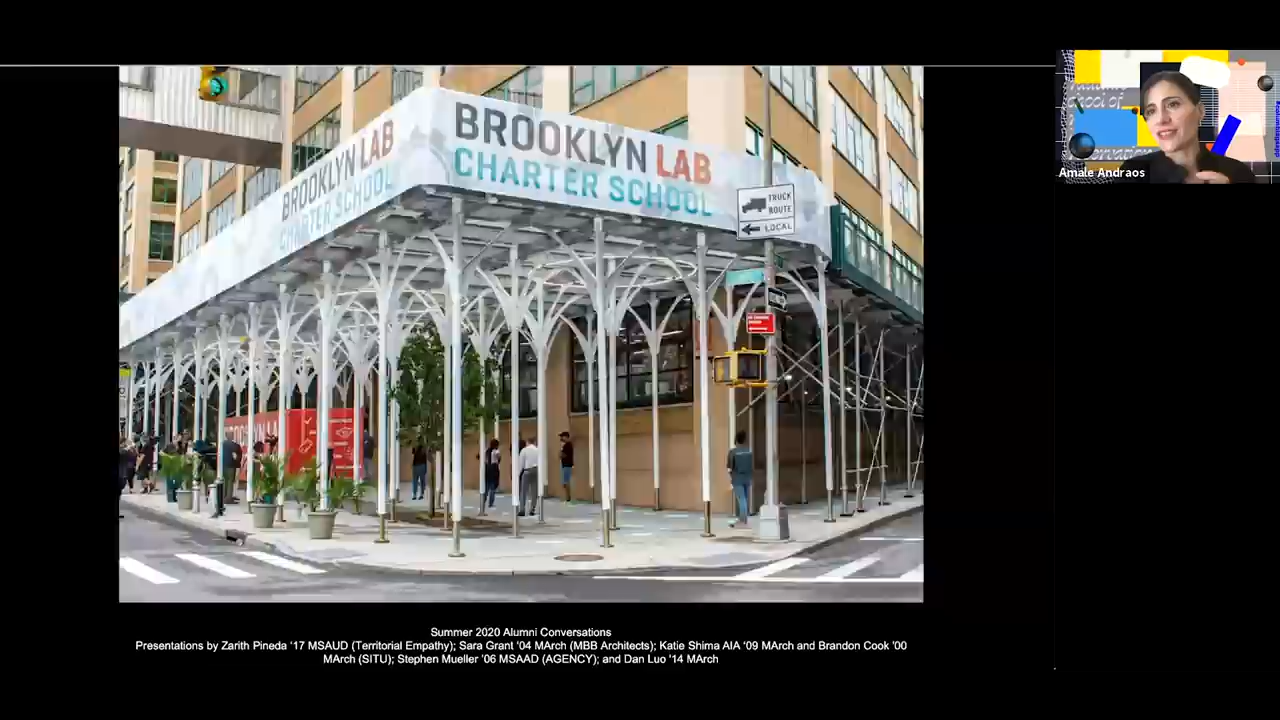 BROOKLYN LAB
CHARTER SCHOOL
BROOKLYN LAB
CHARTER SCHOOL
TRUCK
ROUTE
LOCAL
Amale Andraos
Summer 2020 Alumni Conversations
Presentations by Zarith Pineda '17 MSAUD (Territorial Empathy); Sara Grant '04 MArch (MBB Architects); Katie Shima AIA '09 MArch and Brandon Cook '00
MArch (SITU); Stephen Mueller '06 MSAAD (AGENCY); and Dan Luo '14 MArch